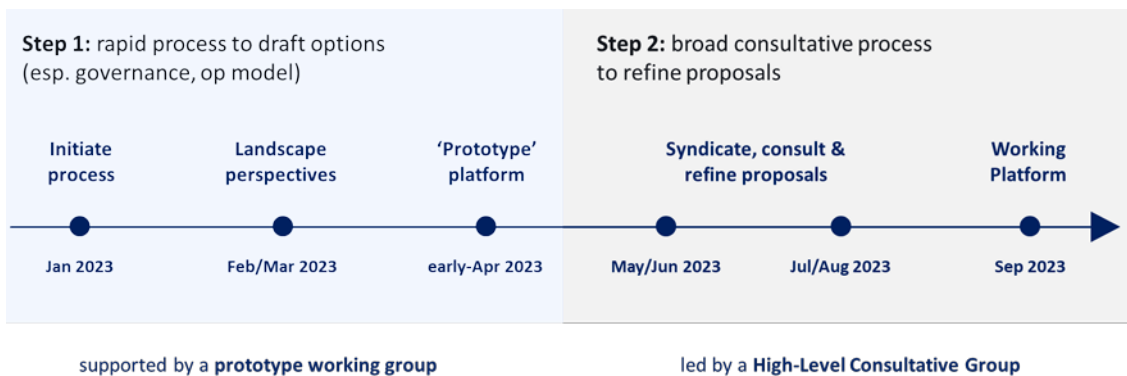 Step 1: rapid process to draft options
(esp. governance, op model)
Step 2: broad consultative process
to refine proposals
Initiate
process
Landscape
perspectives
‘Prototype’
platform
Syndicate, consult &
refine proposals
Working
Platform
Jan 2023
Feb/Mar 2023
early-Apr 2023
May/Jun 2023
Jul/Aug 2023
Sep 2023
supported by a prototype working group
led by a High-Level Consultative Group